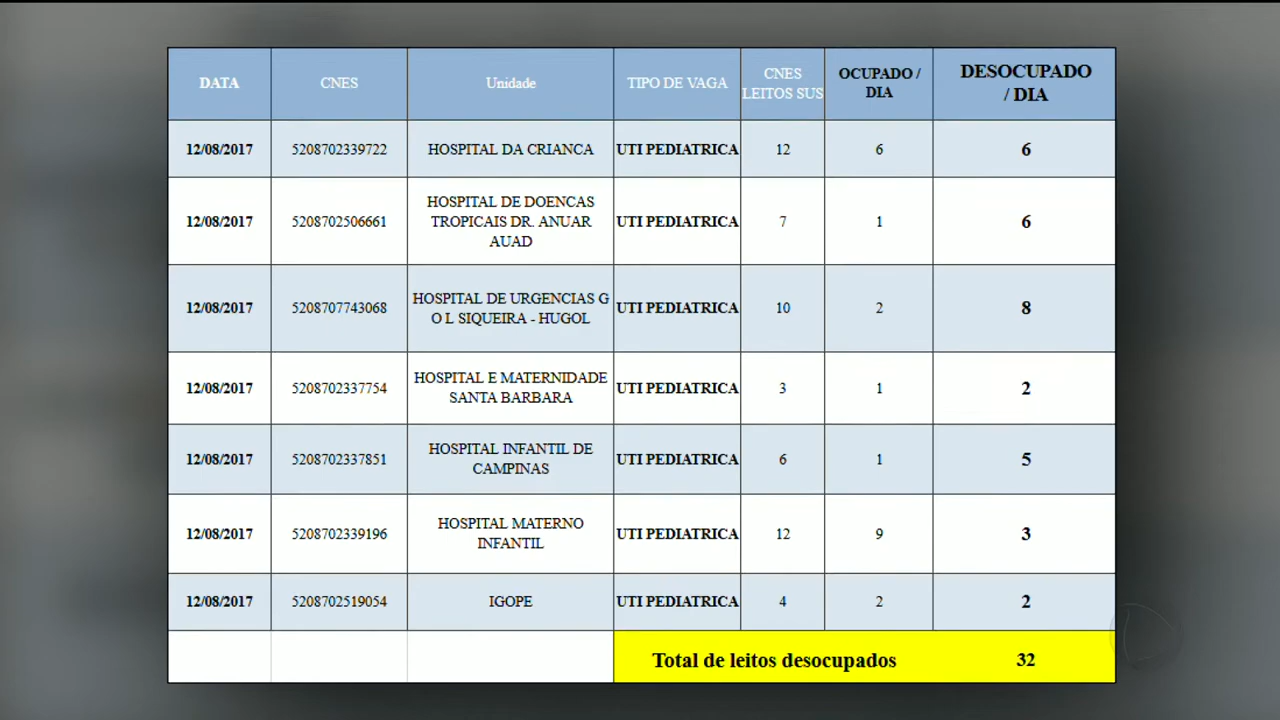 DATA CNES Unidade TIPO DE VAGA CNES LEITOS SUS OCUPADO / DIA DESOCUPADO / DIA
12/08/2017 5208702339722 HOSPITAL DA CRIANCA UTI PEDIATRICA 12 6 6
12/08/2017 5208702506661 HOSPITAL DE DOENCAS TROPICAIS DR. ANUAR AUAD UTI PEDIATRICA 7 1 6
12/08/2017 5208707743068 HOSPITAL DE URGENCIAS G O L SIQUEIRA - HUGOL UTI PEDIATRICA 10 2 8
12/08/2017 5208702337754 HOSPITAL E MATERNIDADE SANTA BARBARA UTI PEDIATRICA 3 1 2
12/08/2017 5208702337851 HOSPITAL INFANTIL DE CAMPINAS UTI PEDIATRICA 6 1 5
12/08/2017 5208702339196 HOSPITAL MATERNO INFANTIL UTI PEDIATRICA 12 9 3
12/08/2017 5208702519054 IGOPE UTI PEDIATRICA 4 2 2
Total de leitos desocupados 32